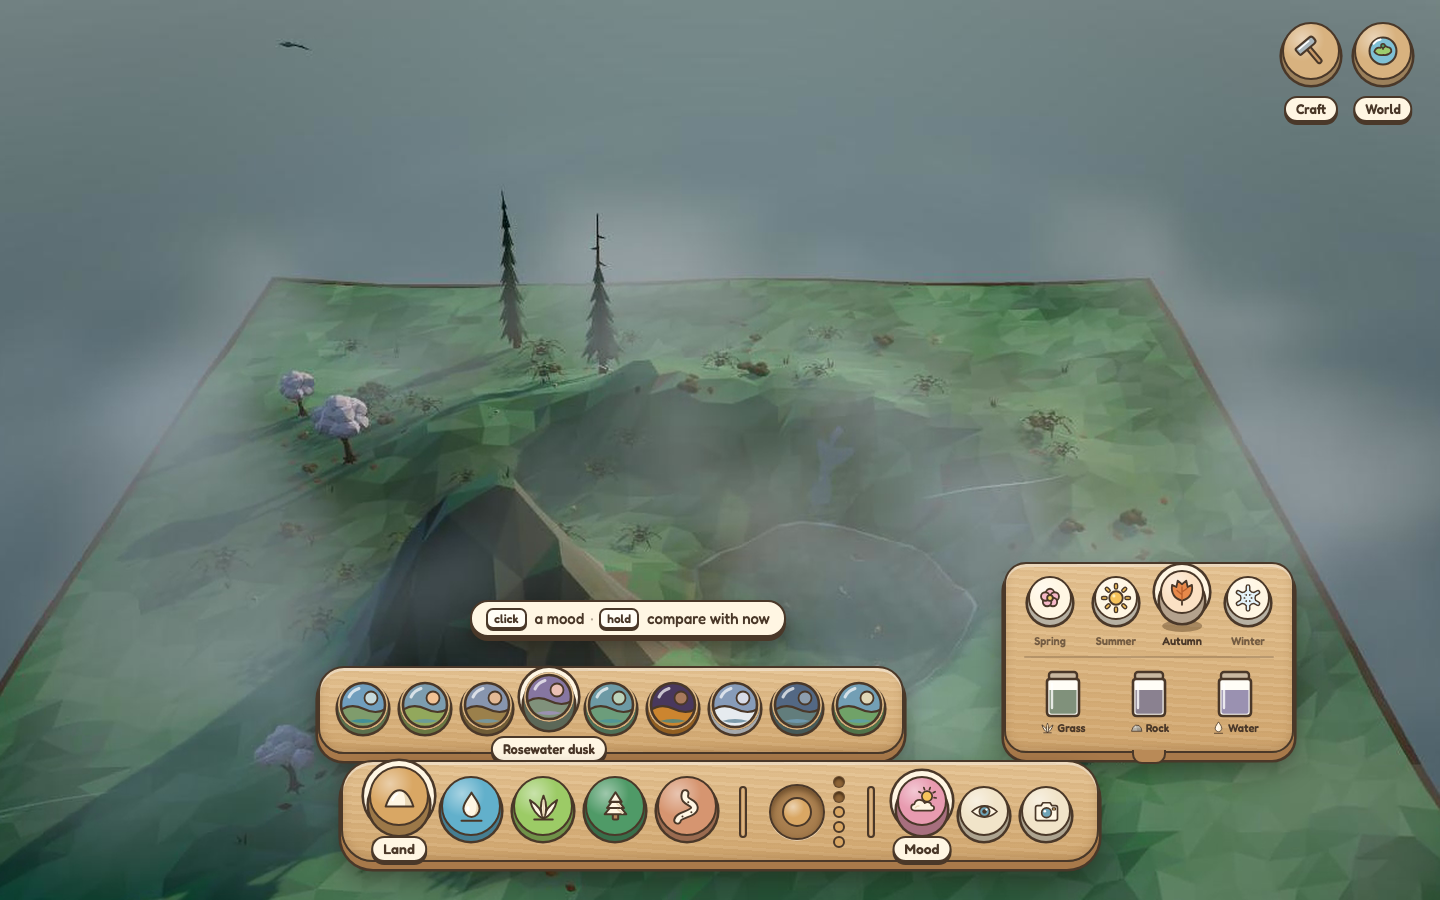 Craft
World
click a mood · hold compare with now
Spring
Summer
Autumn
Winter
Grass
Rock
Water
Rosewater dusk
Land
Mood